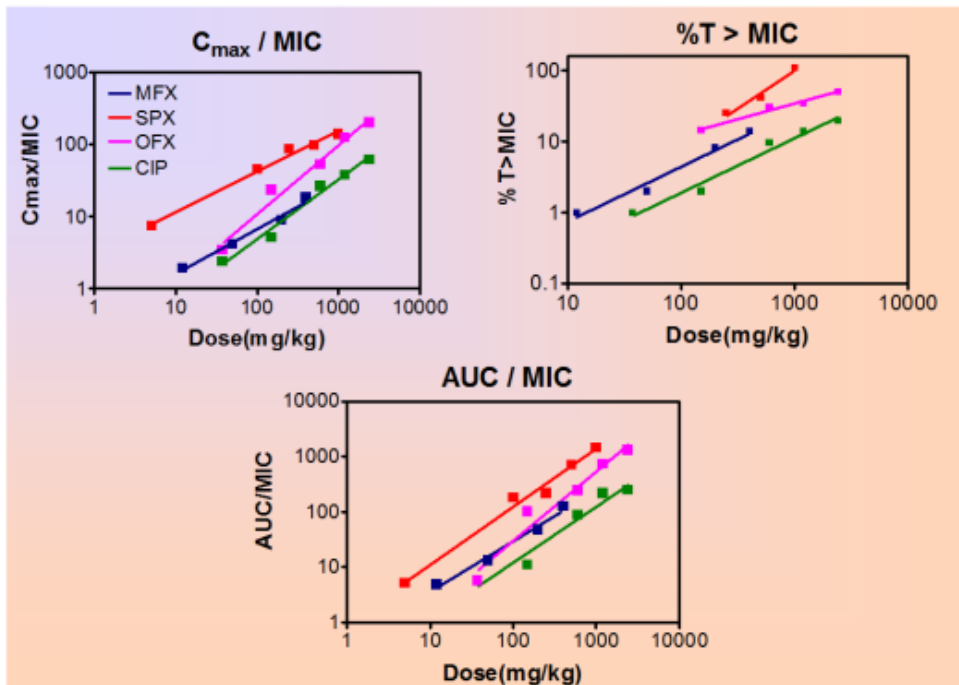 C_max / MIC
1000
100
10
1
Cmax/MIC
MFX
SPX
OFX
CIP
1 10 100 1000 10000
Dose(mg/kg)
%T > MIC
100
10
1
0.1
% T>MIC
10 100 1000 10000
Dose(mg/kg)
AUC / MIC
10000
1000
100
10
1
AUC/MIC
1 10 100 1000 10000
Dose(mg/kg)